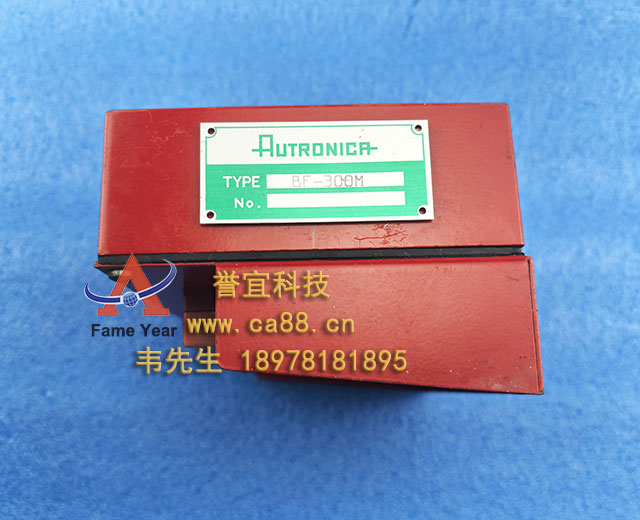 AUTRONICA
TYPE BF-300M
No.
誉宜科技
Fame Year
www.ca88.cn
韦先生 18978181895